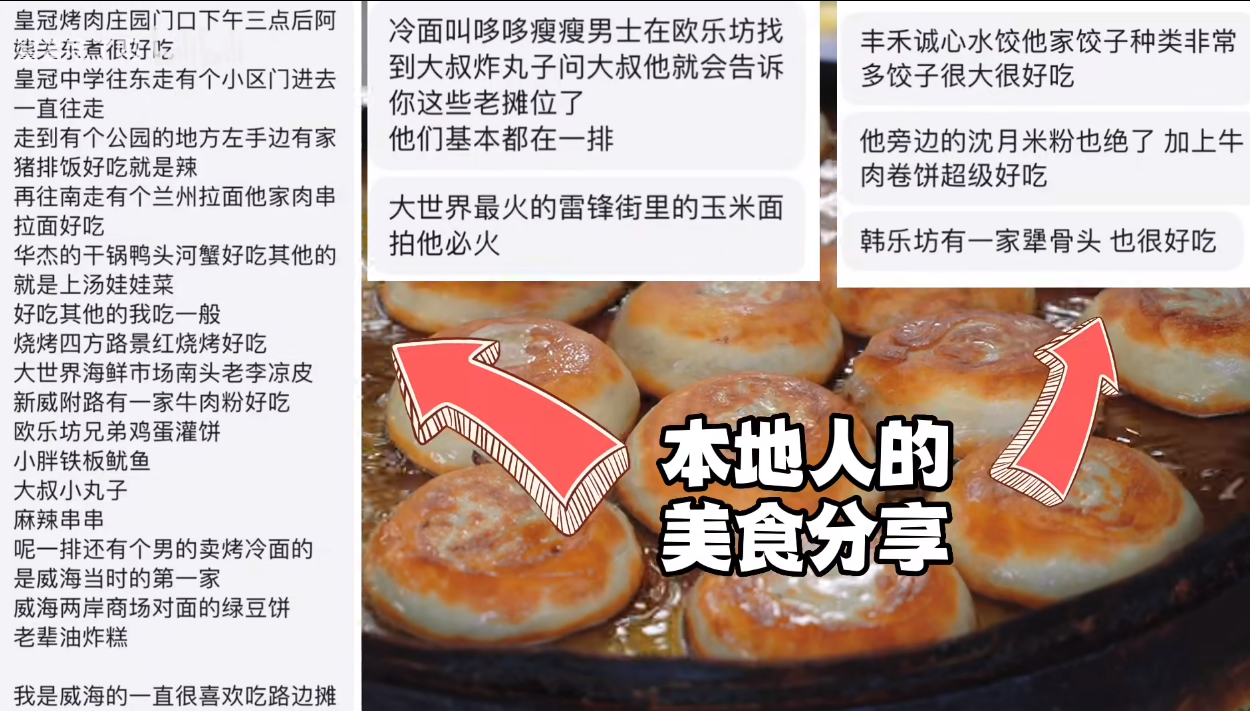 皇冠烤肉庄园门口下午三点后阿
姨关东煮很好吃
皇冠中学往东走有个小区门进去
一直往走
走到有个公园的地方左手边有家
猪排饭好吃就是辣
再往南走有个兰州拉面他家肉串
拉面好吃
华杰的干锅鸭头河蟹好吃其他的
就是上汤娃娃菜
好吃其他的我吃一般
烧烤四方路景红烧烤好吃
大世界海鲜市场南头老李凉皮
新威附路有一家牛肉粉好吃
欧乐坊兄弟鸡蛋灌饼
小胖铁板鱿鱼
大叔小丸子
麻辣串串
呢一排还有个男的卖烤冷面的
是威海当时的第一家
威海两岸商场对面的绿豆饼
老辈油炸糕
我是威海的一直很喜欢吃路边摊
冷面叫哆哆瘦瘦男士在欧乐坊找
到大叔炸丸子问大叔他就会告诉
你这些老摊位了
他们基本都在一排
大世界最火的雷锋街里的玉米面
拍他必火
丰禾诚心水饺他家饺子种类非常
多饺子很大很好吃
他旁边的沈月米粉也绝了 加上牛
肉卷饼超级好吃
韩乐坊有一家犟骨头 也很好吃
本地人的
美食分享